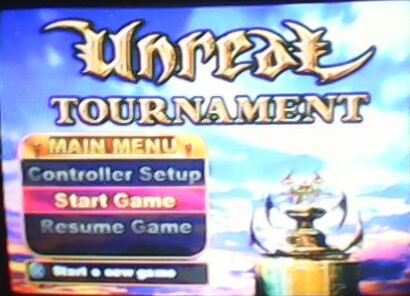 Unreal
TOURNAMENT
MAIN MENU
Controller Setup
Start Game
Resume Game
Start a new game